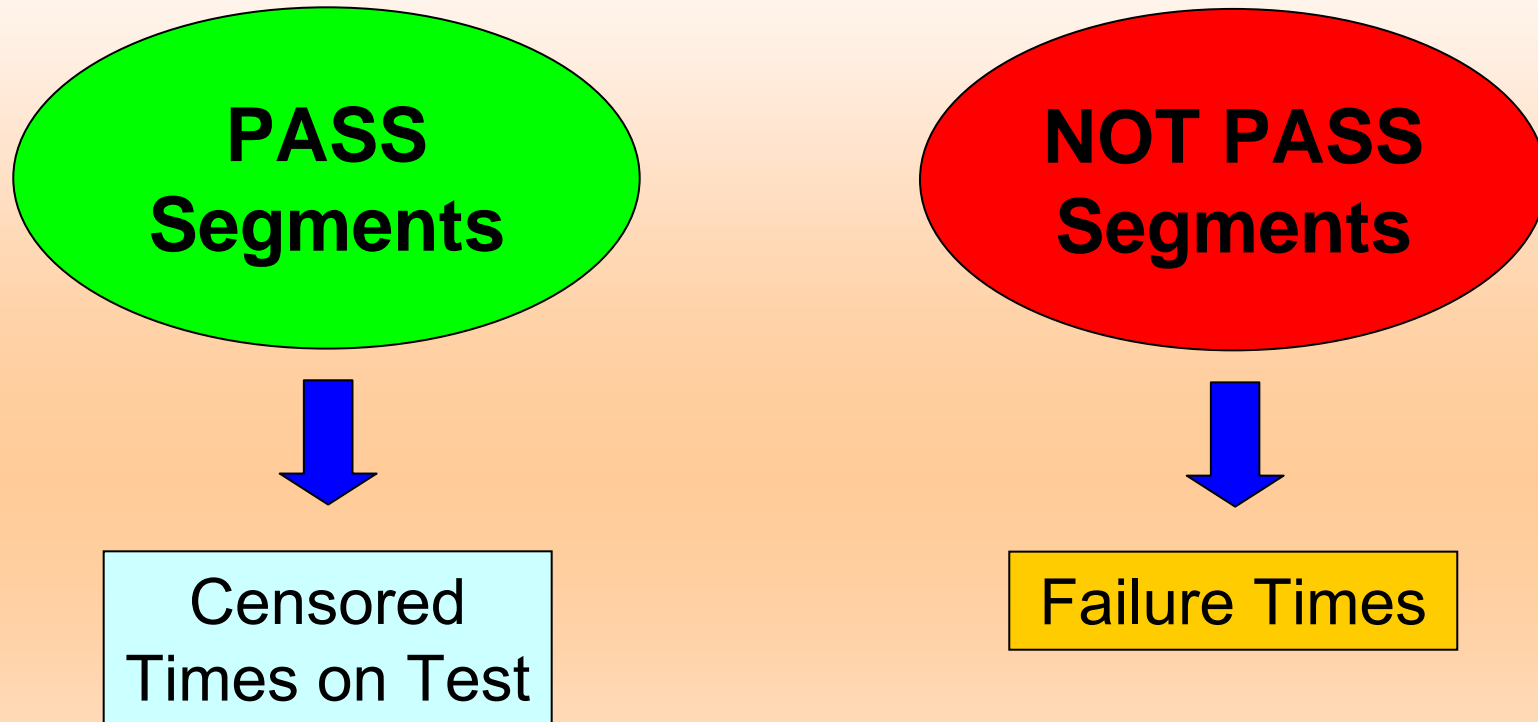 PASS
Segments
NOT PASS
Segments
Censored
Times on Test
Failure Times